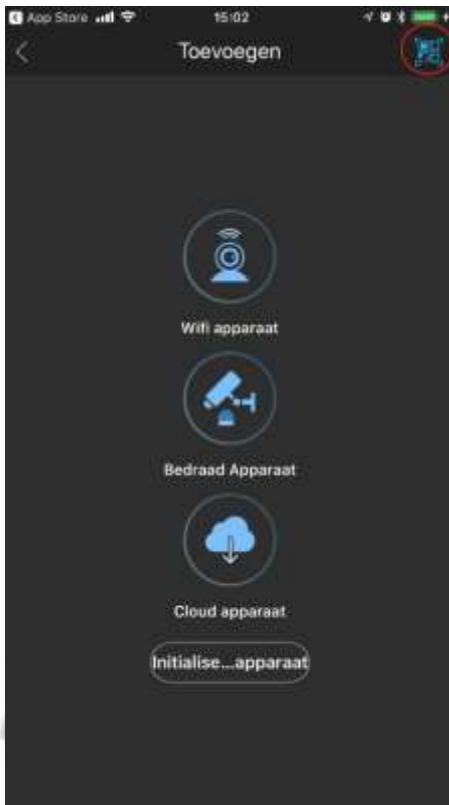 App Store
15:02
Toevoegen
Wifi apparaat
Bedraad Apparaat
Cloud apparaat
Initialise...apparaat